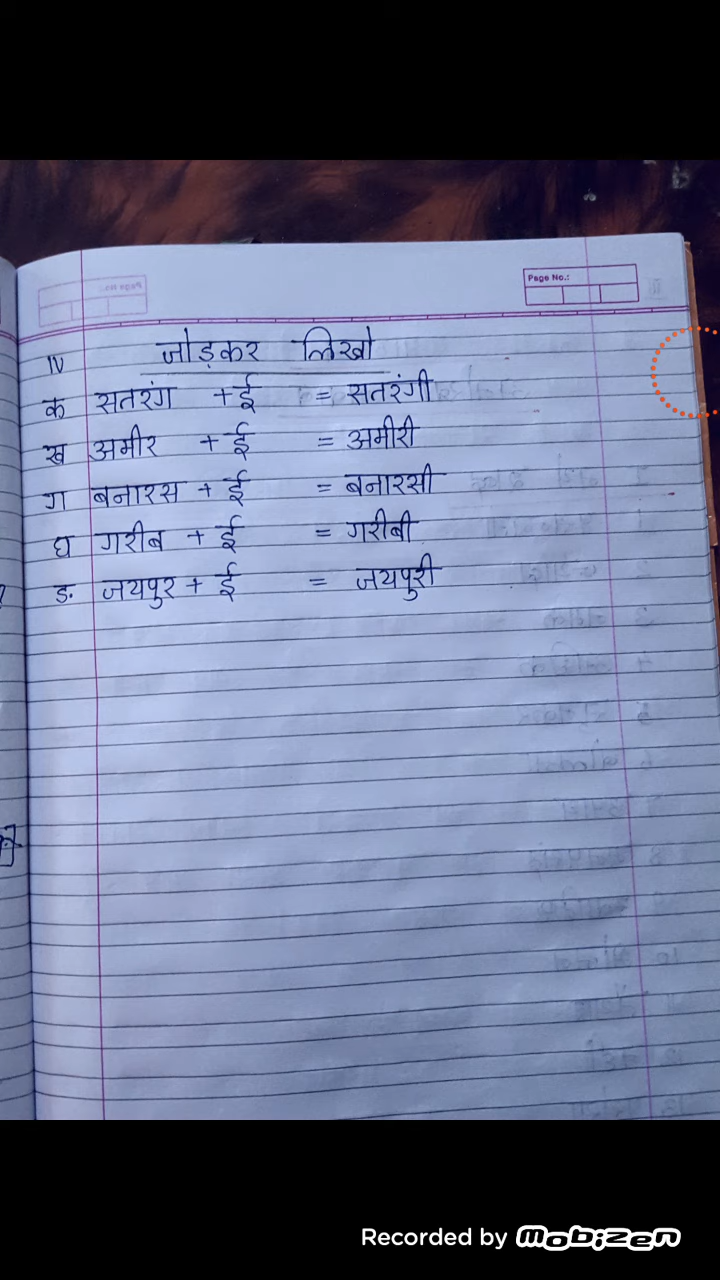 Page No.:
IV जोड़कर लिखो
क सतरंग + ई = सतरंगी
ख अमीर + ई = अमीरी
ग बनारस + ई = बनारसी
घ गरीब + ई = गरीबी
ङ. जयपुर + ई = जयपुरी
Recorded by mobizen